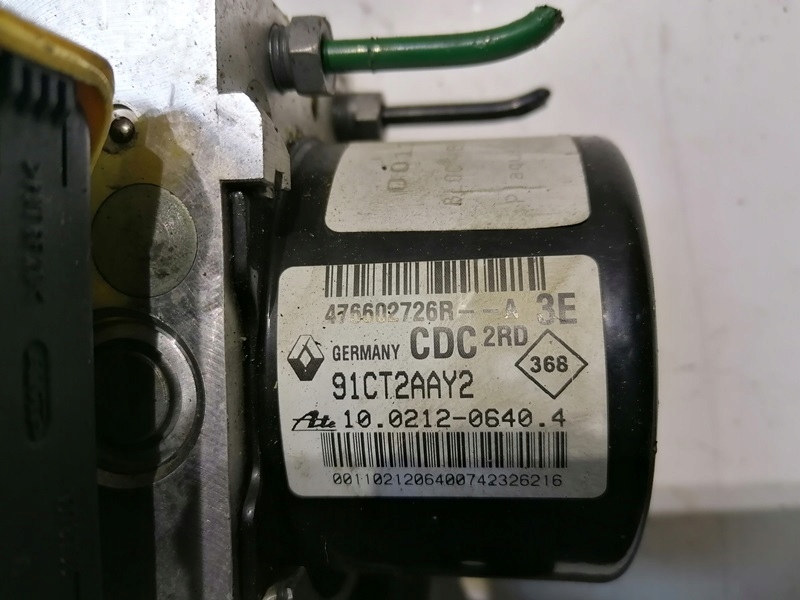 476602726R--A 3E
GERMANY CDC 2RD
368
91CT2AAY2
Ate 10.0212-0640.4
00110212064007423262​16